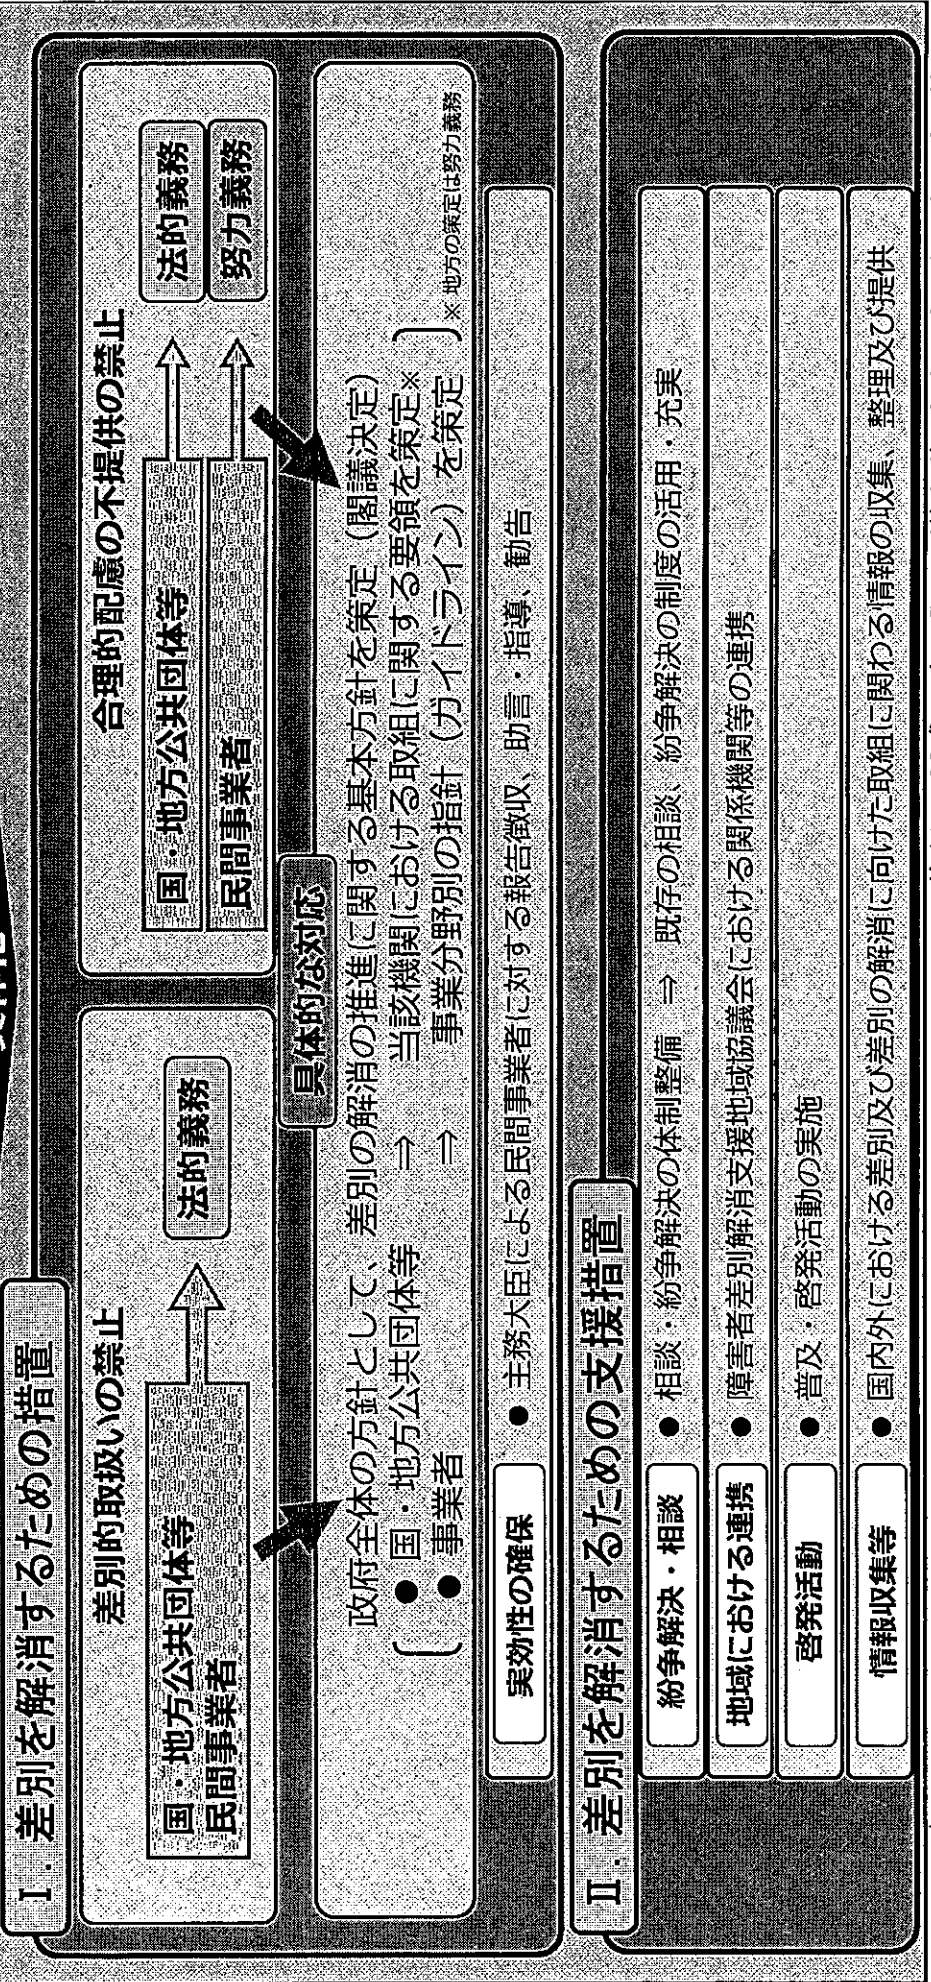 Ⅰ．差別を解消するための措置
差別的取扱いの禁止
国・地方公共団体等
民間事業者
法的義務
合理的配慮の不提供の禁止
国・地方公共団体等
法的義務
民間事業者
努力義務
具体的な対応
政府全体の方針として、差別の解消の推進に関する基本方針を策定（閣議決定）
● 国・地方公共団体等 ⇒ 当該機関における取組に関する要領を策定※
● 事業者 ⇒ 事業分野別の指針（ガイドライン）を策定
※ 地方の策定は努力義務
実効性の確保
● 主務大臣による民間事業者に対する報告徴収、助言・指導、勧告
Ⅱ．差別を解消するための支援措置
紛争解決・相談
● 相談・紛争解決の体制整備 ⇒ 既存の相談、紛争解決の制度の活用・充実
地域における連携
● 障害者差別解消支援地域協議会における関係機関等の連携
啓発活動
● 普及・啓発活動の実施
情報収集等
● 国内外における差別及び差別の解消に向けた取組に関わる情報の収集、整理及び提供